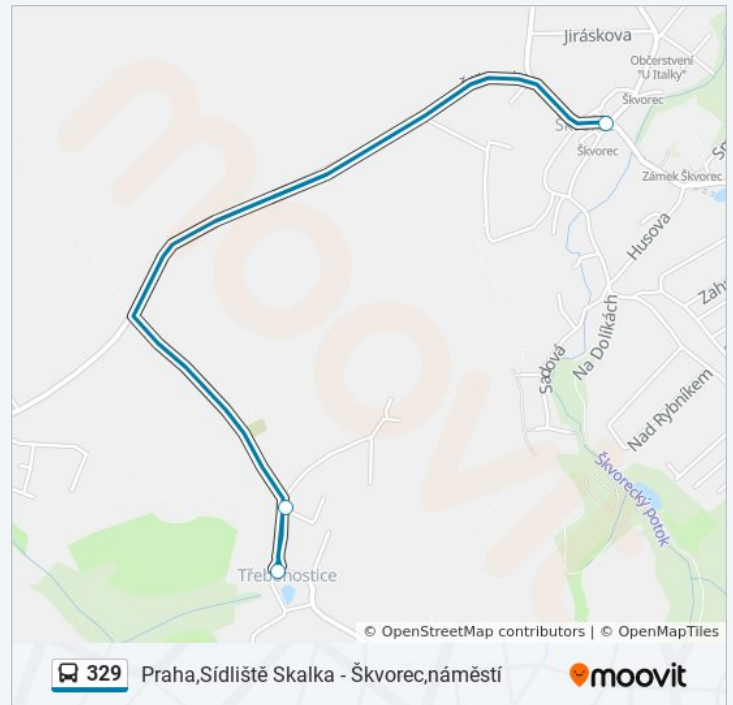 Jiráskova
Občerstvení
"U Italky"
Škvorec
Škvorec
Zámek Škvorec
Husova
Sadová
Na Dolíkách
Nad Rybníkem
Škvorecký
potok
Třebohostice
moovit
© OpenStreetMap contributors | © OpenMapTiles
329 Praha,Sídliště Skalka - Škvorec,náměstí
moovit